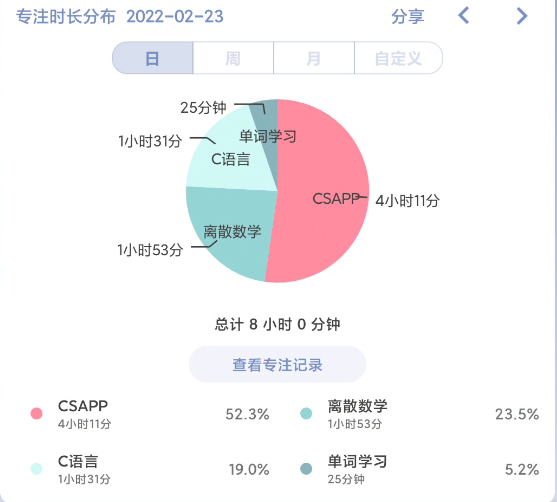 专注时长分布 2022-02-23 分享
日 周 月 自定义
25分钟
单词学习
1小时31分
C语言
CSAPP 4小时11分
离散数学
1小时53分
总计 8 小时 0 分钟
查看专注记录
CSAPP 52.3% 离散数学 23.5%
4小时11分 1小时53分
C语言 19.0% 单词学习 5.2%
1小时31分 25分钟